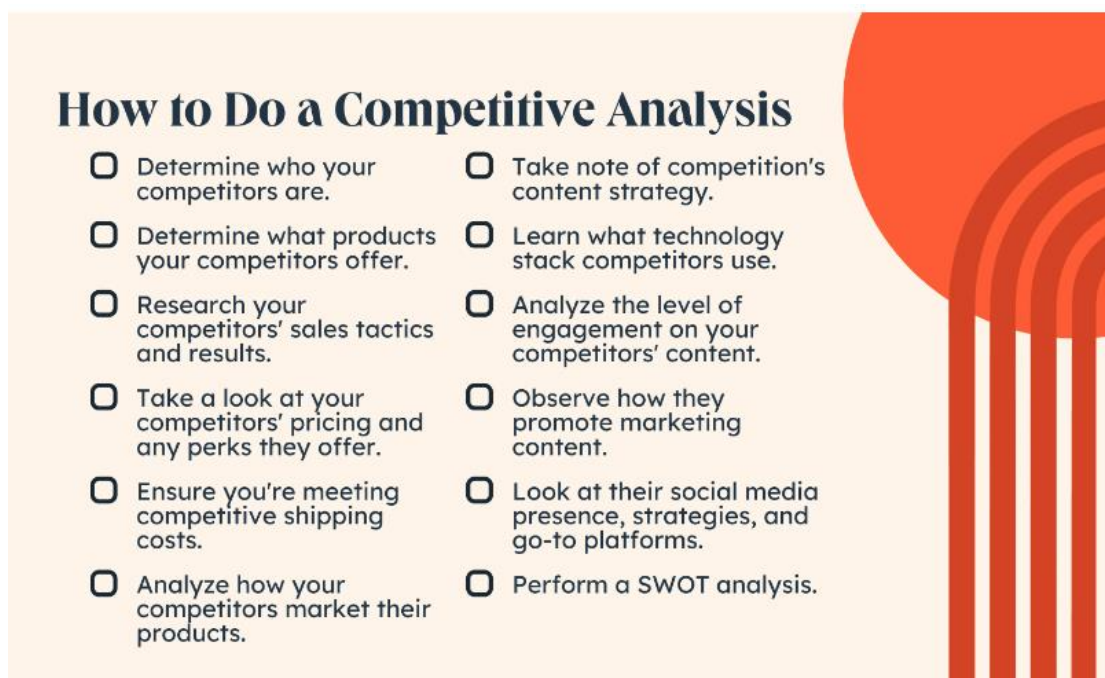 How to Do a Competitive Analysis
Determine who your
competitors are.
Determine what products
your competitors offer.
Research your
competitors' sales tactics
and results.
Take a look at your
competitors' pricing and
any perks they offer.
Ensure you're meeting
competitive shipping
costs.
Analyze how your
competitors market their
products.
Take note of competition's
content strategy.
Learn what technology
stack competitors use.
Analyze the level of
engagement on your
competitors' content.
Observe how they
promote marketing
content.
Look at their social media
presence, strategies, and
go-to platforms.
Perform a SWOT analysis.